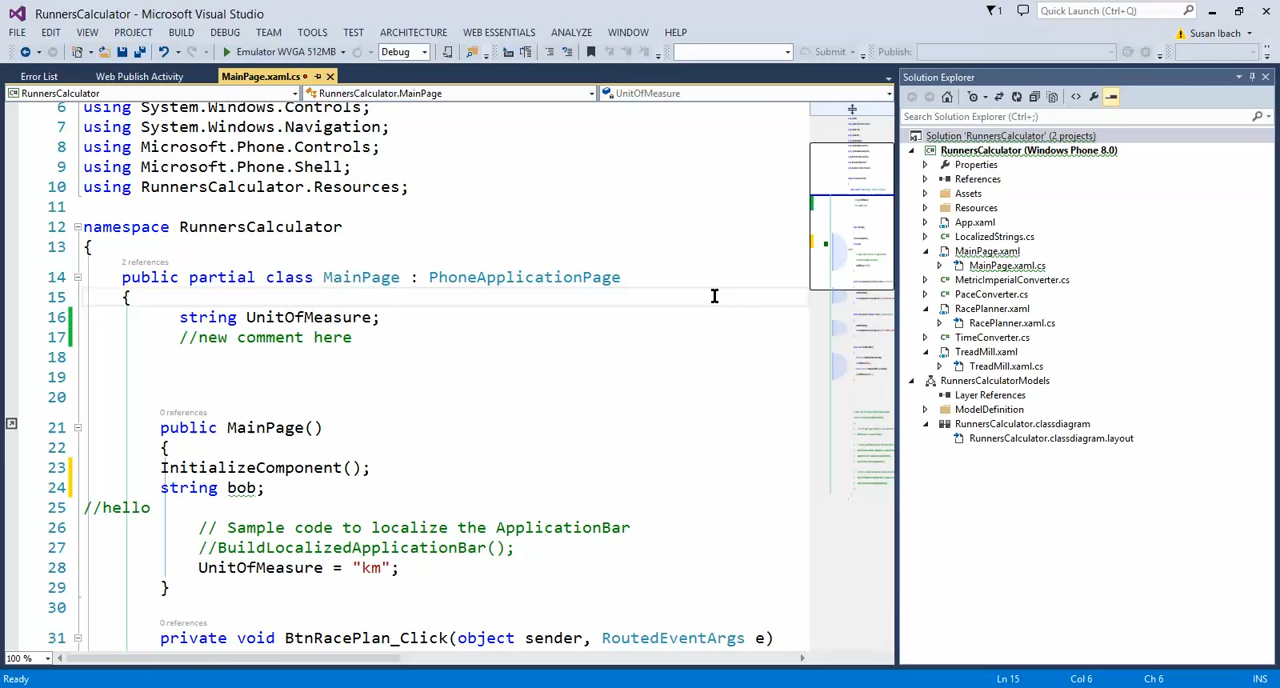 RunnersCalculator - Microsoft Visual Studio
1
Quick Launch (Ctrl+Q)
FILE EDIT VIEW PROJECT BUILD DEBUG TEAM TOOLS TEST ARCHITECTURE WEB ESSENTIALS ANALYZE WINDOW HELP
Susan Ibach
Emulator WVGA 512MB Debug Submit Publish:
Error List Web Publish Activity MainPage.xaml.cs
RunnersCalculator RunnersCalculator.MainPage UnitOfMeasure
6 using System.Windows.Controls;
7 using System.Windows.Navigation;
8 using Microsoft.Phone.Controls;
9 using Microsoft.Phone.Shell;
10 using RunnersCalculator.Resources;
11
12 namespace RunnersCalculator
13 {
2 references
14 public partial class MainPage : PhoneApplicationPage
15 {
16 string UnitOfMeasure;
17 //new comment here
18
19
20
0 references
21 public MainPage()
22 {
23 InitializeComponent();
24 string bob;
25 //hello
26 // Sample code to localize the ApplicationBar
27 //BuildLocalizedApplicationBar();
28 UnitOfMeasure = "km";
29 }
30
0 references
31 private void BtnRacePlan_Click(object sender, RoutedEventArgs e)
100 %
Solution Explorer
Search Solution Explorer (Ctrl+;)
Solution 'RunnersCalculator' (2 projects)
RunnersCalculator (Windows Phone 8.0)
Properties
References
Assets
Resources
App.xaml
LocalizedStrings.cs
MainPage.xaml
MainPage.xaml.cs
MetricImperialConverter.cs
PaceConverter.cs
RacePlanner.xaml
RacePlanner.xaml.cs
TimeConverter.cs
TreadMill.xaml
TreadMill.xaml.cs
RunnersCalculatorModels
Layer References
ModelDefinition
RunnersCalculator.classdiagram
RunnersCalculator.classdiagram.layout
Ready Ln 15 Col 6 Ch 6 INS